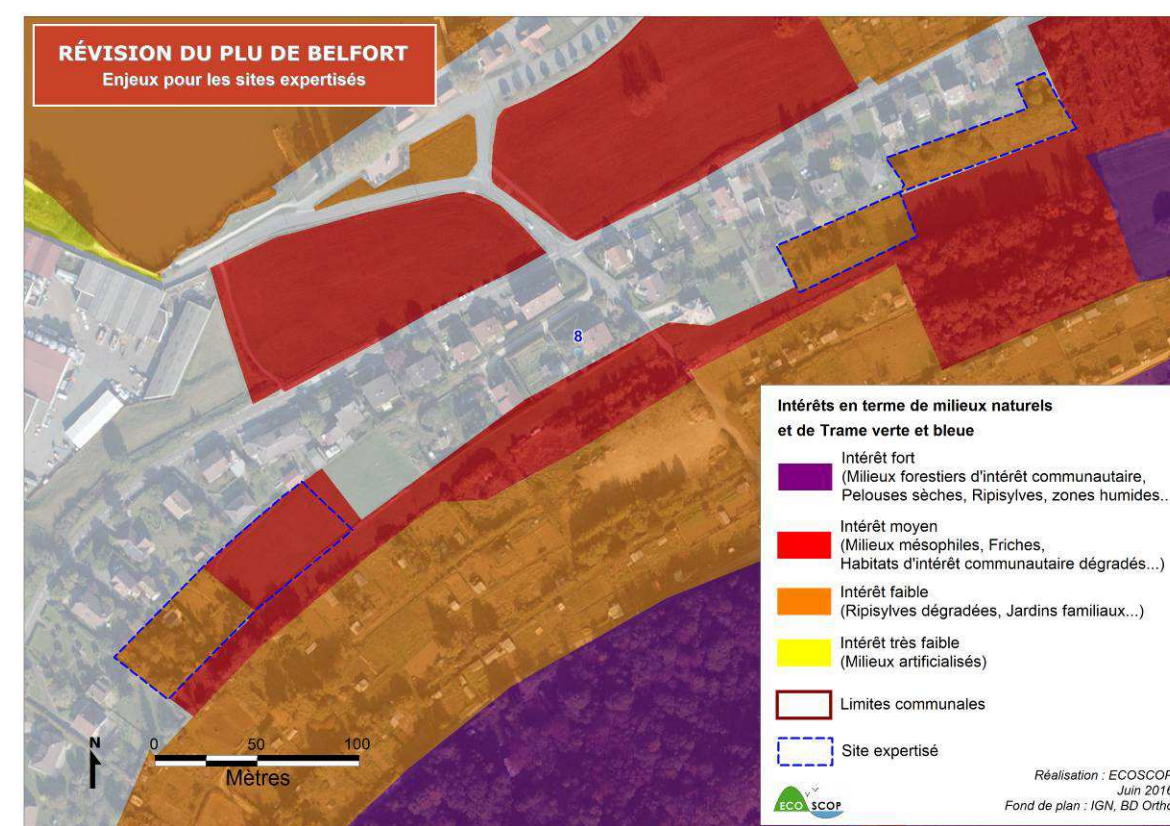 RÉVISION DU PLU DE BELFORT
Enjeux pour les sites expertisés
8
Intérêts en terme de milieux naturels
et de Trame verte et bleue
Intérêt fort
(Milieux forestiers d'intérêt communautaire,
Pelouses sèches, Ripisylves, zones humides...
Intérêt moyen
(Milieux mésophiles, Friches,
Habitats d'intérêt communautaire dégradés...)
Intérêt faible
(Ripisylves dégradées, Jardins familiaux...)
Intérêt très faible
(Milieux artificialisés)
Limites communales
Site expertisé
N
0 50 100
Mètres
ECO SCOP
Réalisation : ECOSCOP
Juin 2016
Fond de plan : IGN, BD Ortho